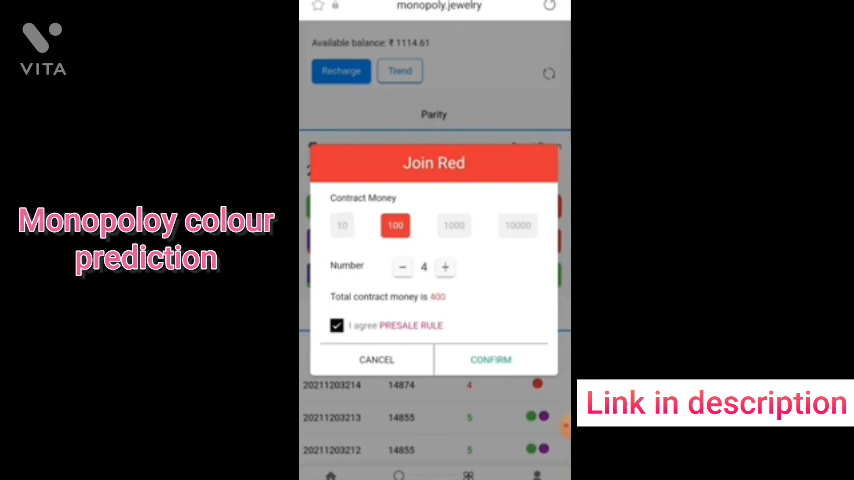 monopoly.jewelry
VITA
Available balance: ₹ 1114.61
Recharge
Trend
Parity
Join Red
Contract Money
10
100
1000
10000
Monopoloy colour
prediction
Number
− 4 +
Total contract money is 400
I agree PRESALE RULE
CANCEL
CONFIRM
20211203214 14874 4
Link in description
20211203213 14855 5
20211203212 14855 5